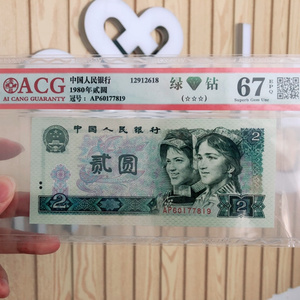 ACG
AI CANG GUARANTY
中国人民银行
1980年贰圆
冠号：AP60177819
12912618
绿 钻
(☆☆☆)
67 EPQ
Superb Gem Unc
中国人民银行
贰圆
2
AP60177819
2